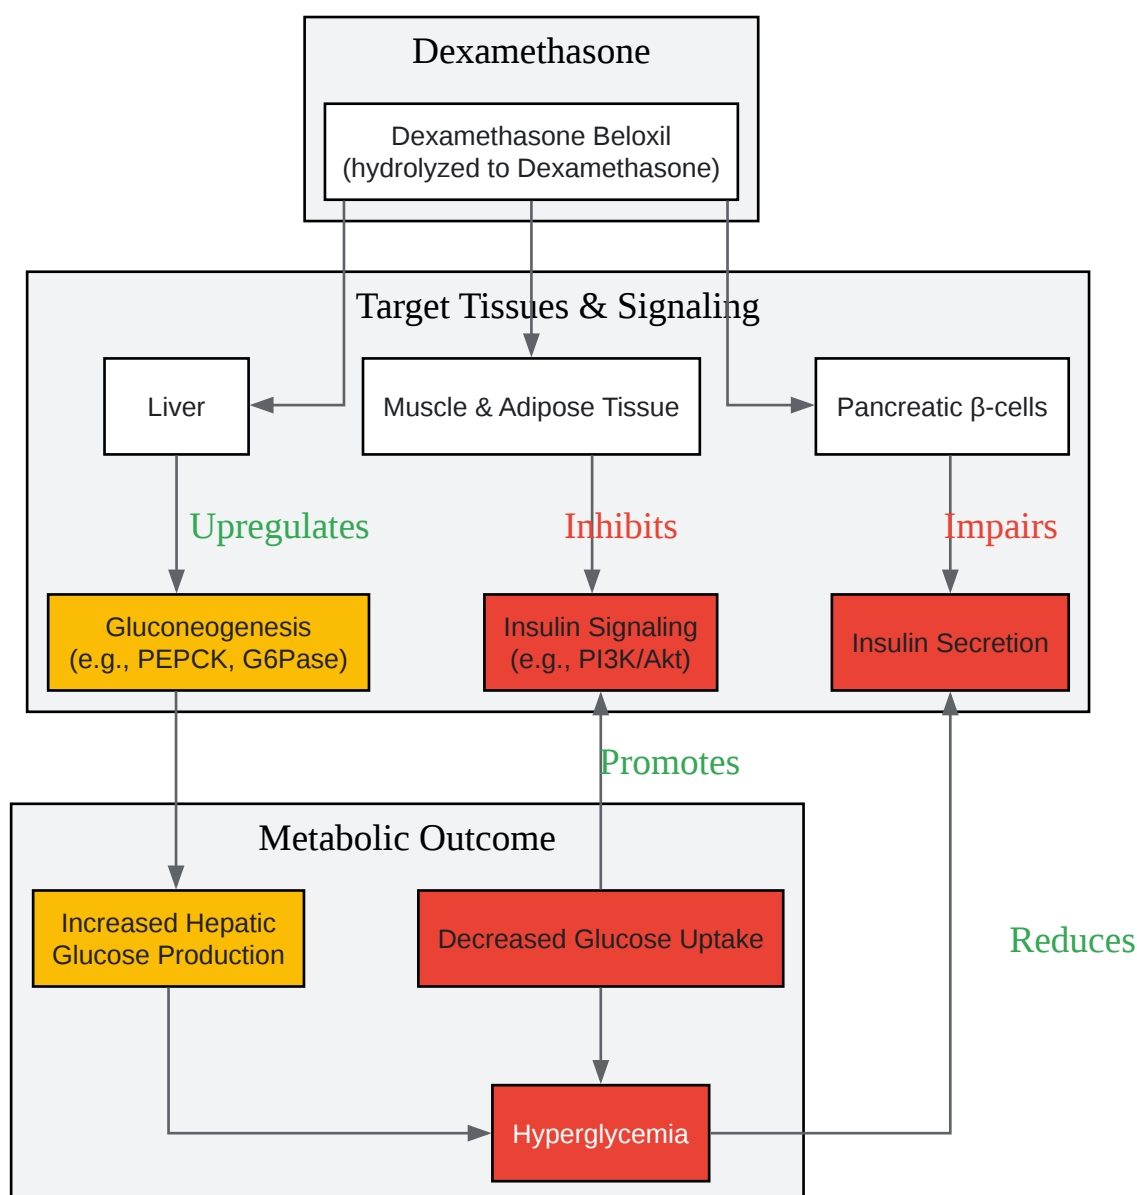 Dexamethasone
Dexamethasone Beloxil
(hydrolyzed to Dexamethasone)
Target Tissues & Signaling
Liver
Muscle & Adipose Tissue
Pancreatic β-cells
Upregulates
Inhibits
Impairs
Gluconeogenesis
(e.g., PEPCK, G6Pase)
Insulin Signaling
(e.g., PI3K/Akt)
Insulin Secretion
Promotes
Metabolic Outcome
Increased Hepatic
Glucose Production
Decreased Glucose Uptake
Reduces
Hyperglycemia